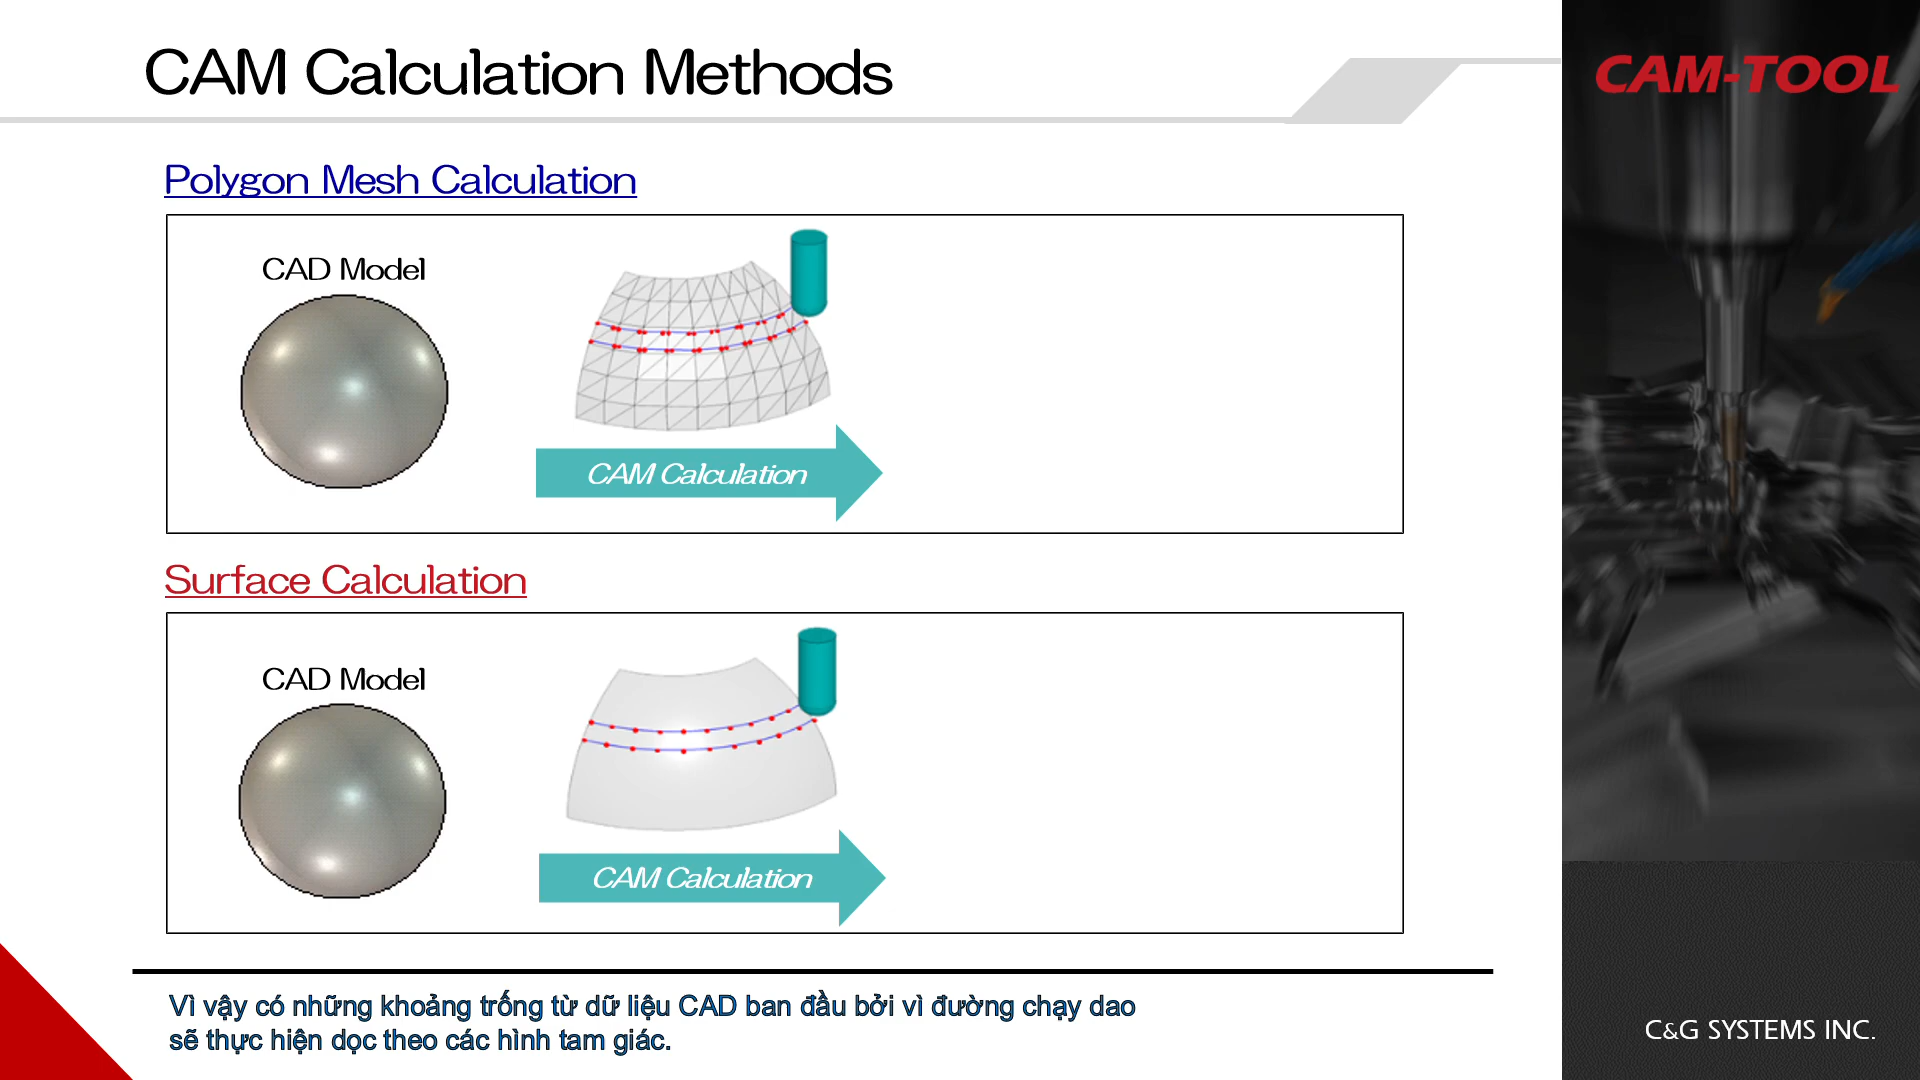 CAM Calculation Methods
CAM-TOOL
Polygon Mesh Calculation
CAD Model
CAM Calculation
Surface Calculation
CAD Model
CAM Calculation
Vì vậy có những khoảng trống từ dữ liệu CAD ban đầu bởi vì đường chạy dao
sẽ thực hiện dọc theo các hình tam giác.
C&G SYSTEMS INC.